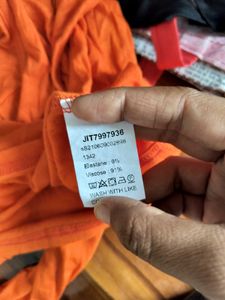 JIT7997936
1342
Elastane : 9%
Viscose : 91%
WASH WITH LIKE